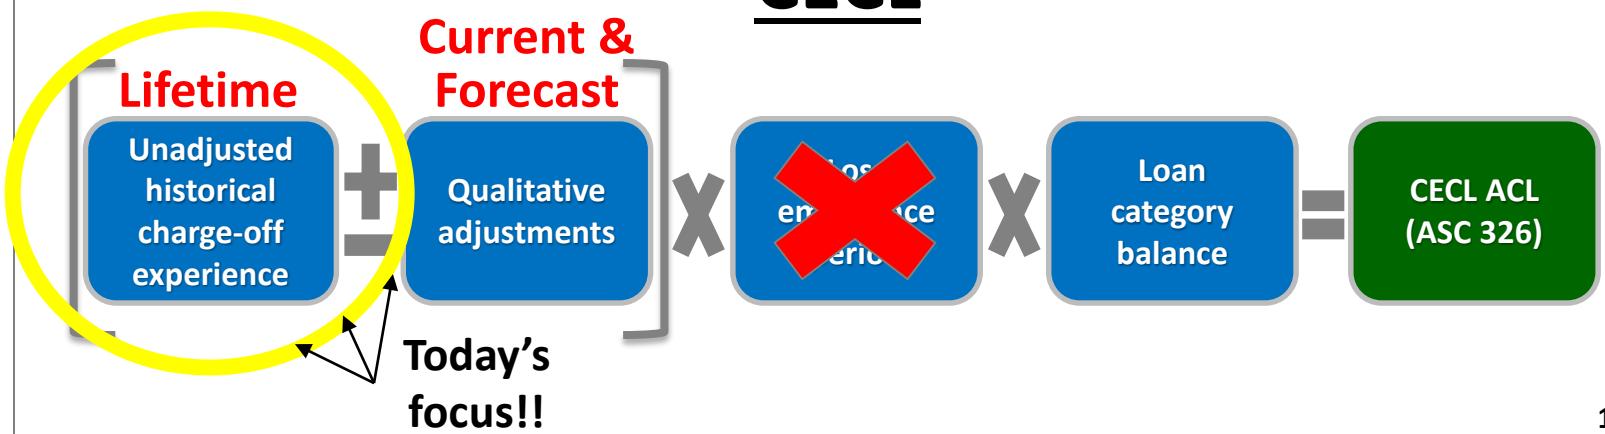 CECL
Current &
Forecast
Lifetime
Unadjusted
historical
charge-off
experience
Qualitative
adjustments
Loan
category
balance
CECL ACL
(ASC 326)
Today's
focus!!